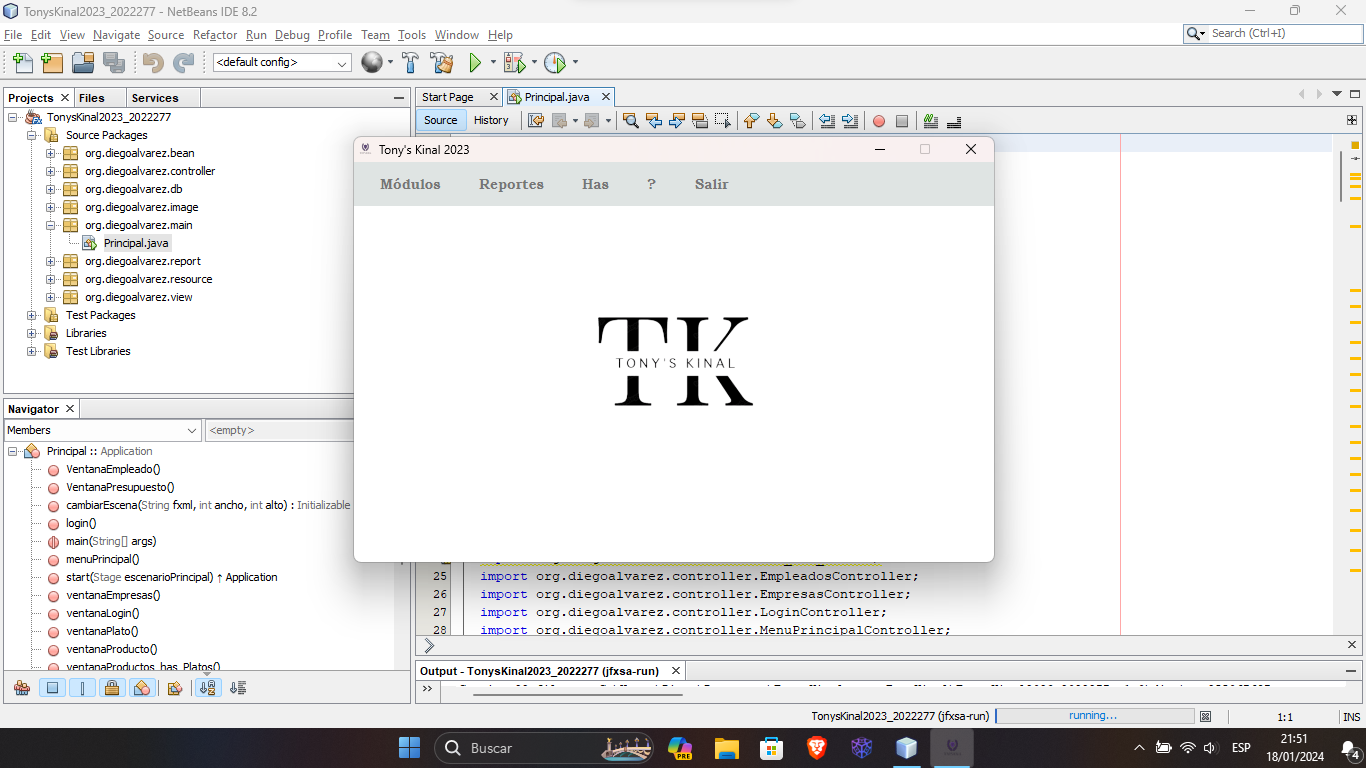 TonysKinal2023_2022277 - NetBeans IDE 8.2
File Edit View Navigate Source Refactor Run Debug Profile Team Tools Window Help
Search (Ctrl+I)
<default config>
Projects Files Services
TonysKinal2023_2022277
Source Packages
org.diegoalvarez.bean
org.diegoalvarez.controller
org.diegoalvarez.db
org.diegoalvarez.image
org.diegoalvarez.main
Principal.java
org.diegoalvarez.report
org.diegoalvarez.resource
org.diegoalvarez.view
Test Packages
Libraries
Test Libraries
Navigator
Members
<empty>
Principal :: Application
VentanaEmpleado()
VentanaPresupuesto()
cambiarEscena(String fxml, int ancho, int alto) : Initializable
login()
main(String[] args)
menuPrincipal()
start(Stage escenarioPrincipal) ↑ Application
ventanaEmpresas()
ventanaLogin()
ventanaPlato()
ventanaProducto()
ventanaProductos_has_Platos()
Start Page Principal.java
Source History
Tony's Kinal 2023
Módulos Reportes Has ? Salir
TK
TONY'S KINAL
25 import org.diegoalvarez.controller.EmpleadosController;
26 import org.diegoalvarez.controller.EmpresasController;
27 import org.diegoalvarez.controller.LoginController;
28 import org.diegoalvarez.controller.MenuPrincipalController;
Output - TonysKinal2023_2022277 (jfxsa-run)
TonysKinal2023_2022277 (jfxsa-run) running... 1:1 INS
Buscar
PRE
ESP
21:51
18/01/2024
4